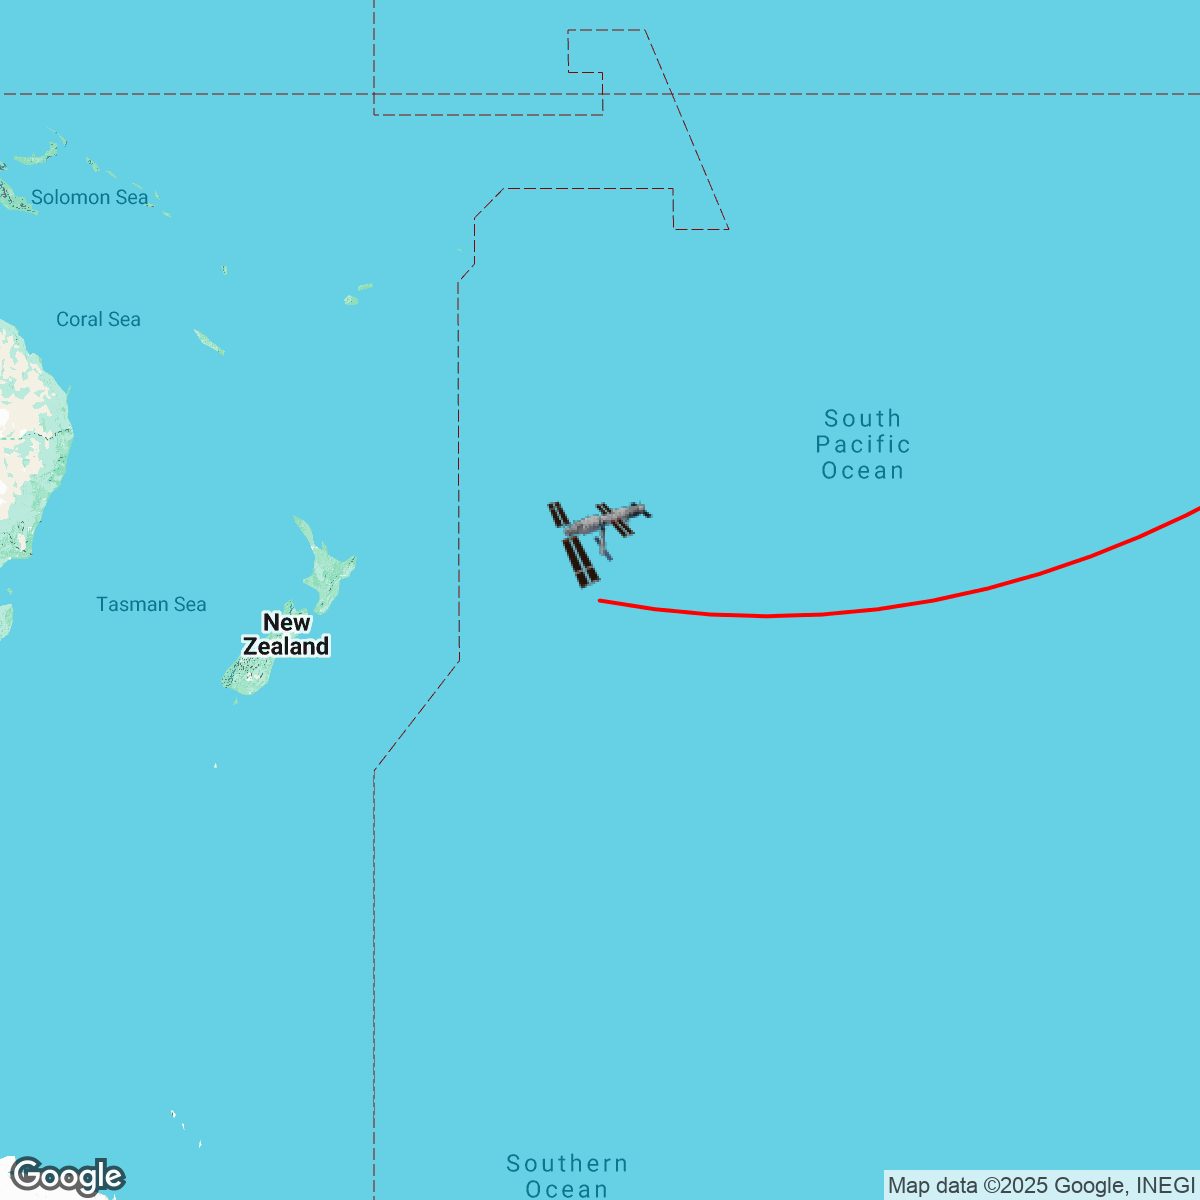 Solomon Sea
Coral Sea
South
Pacific
Ocean
Tasman Sea
New
Zealand
Southern
Ocean
Google
Map data ©2025 Google, INEGI